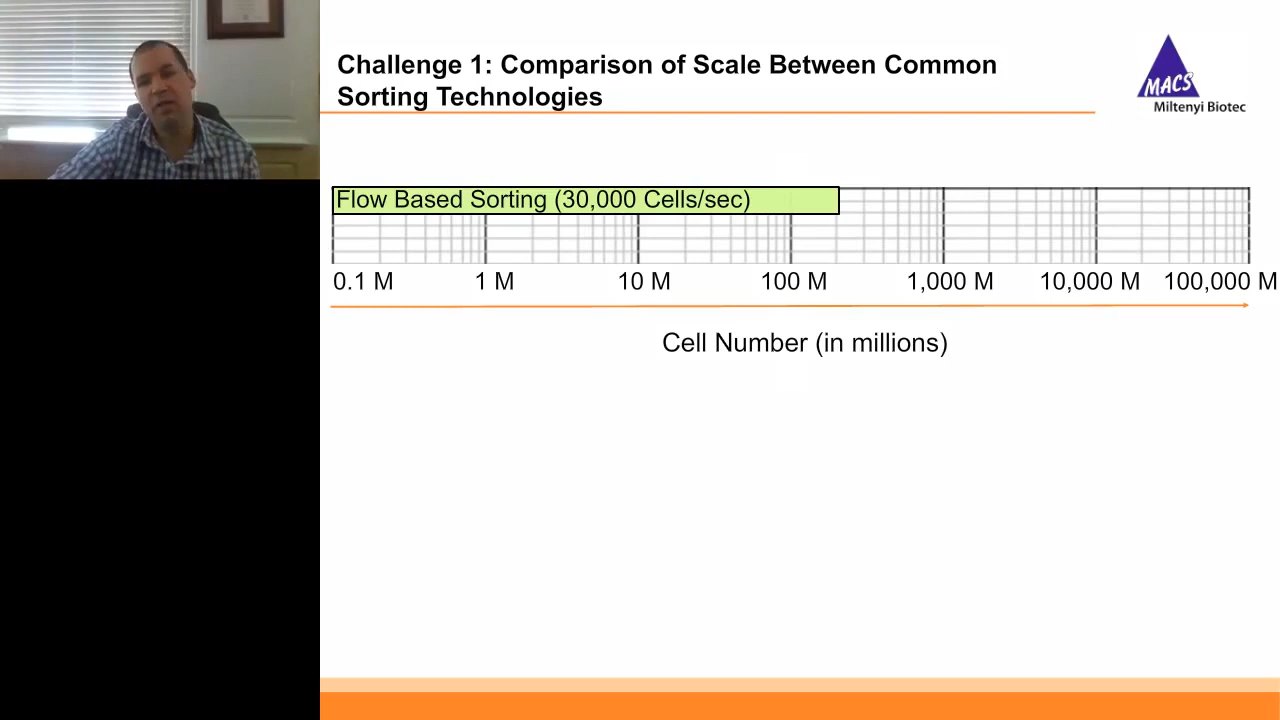 Challenge 1: Comparison of Scale Between Common
Sorting Technologies
MACS
Miltenyi Biotec
Flow Based Sorting (30,000 Cells/sec)
0.1 M 1 M 10 M 100 M 1,000 M 10,000 M 100,000 M
Cell Number (in millions)